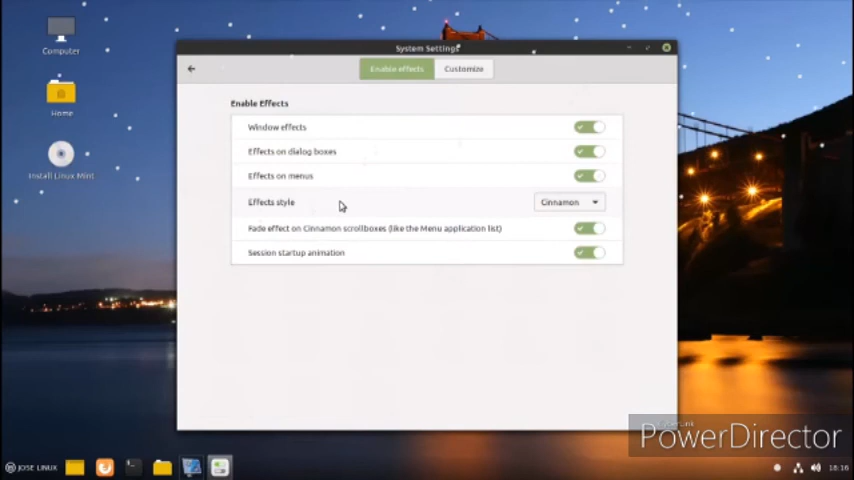 Computer
Home
Install Linux Mint
System Settings
Enable effects
Customize
Enable Effects
Window effects
Effects on dialog boxes
Effects on menus
Effects style
Cinnamon
Fade effect on Cinnamon scrollboxes (like the Menu application list)
Session startup animation
CyberLink
PowerDirector
JOSE LINUX
16:16